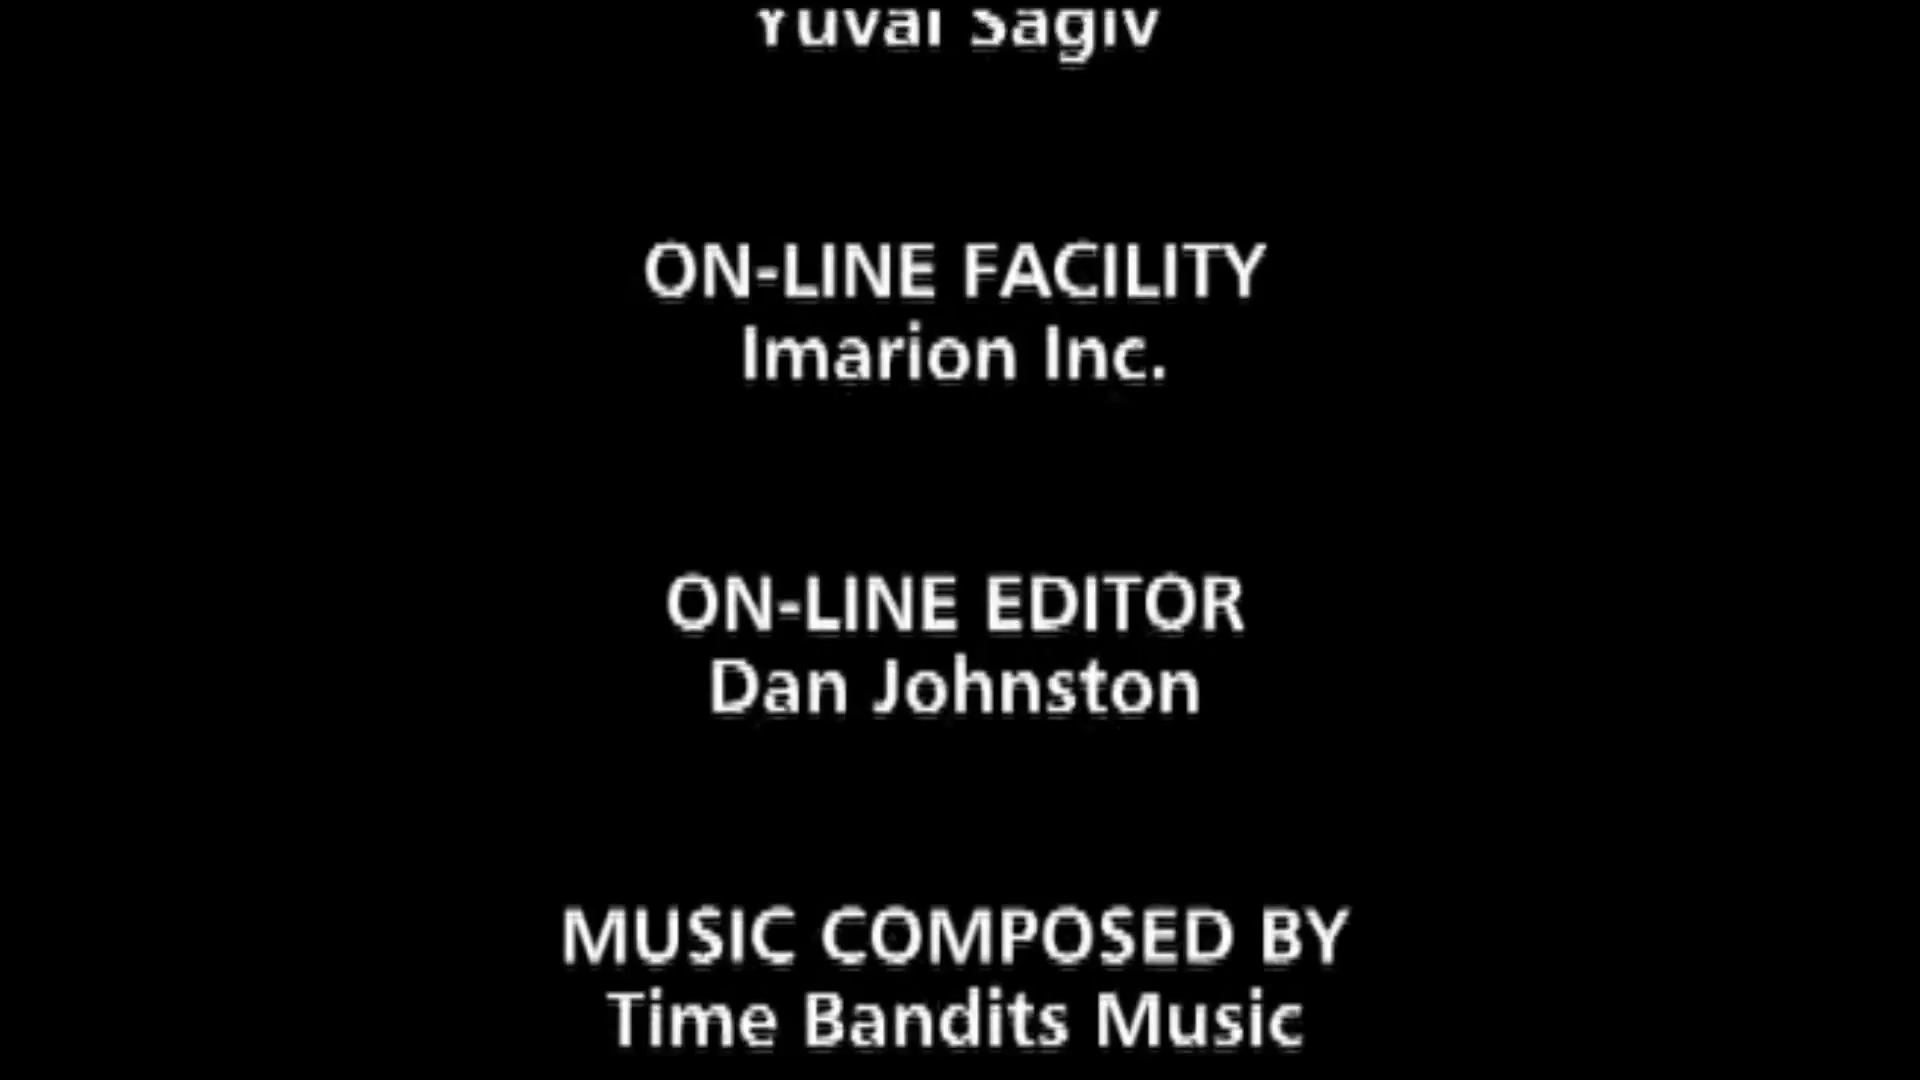 Yuval Sagiv
ON-LINE FACILITY
Imarion Inc.
ON-LINE EDITOR
Dan Johnston
MUSIC COMPOSED BY
Time Bandits Music